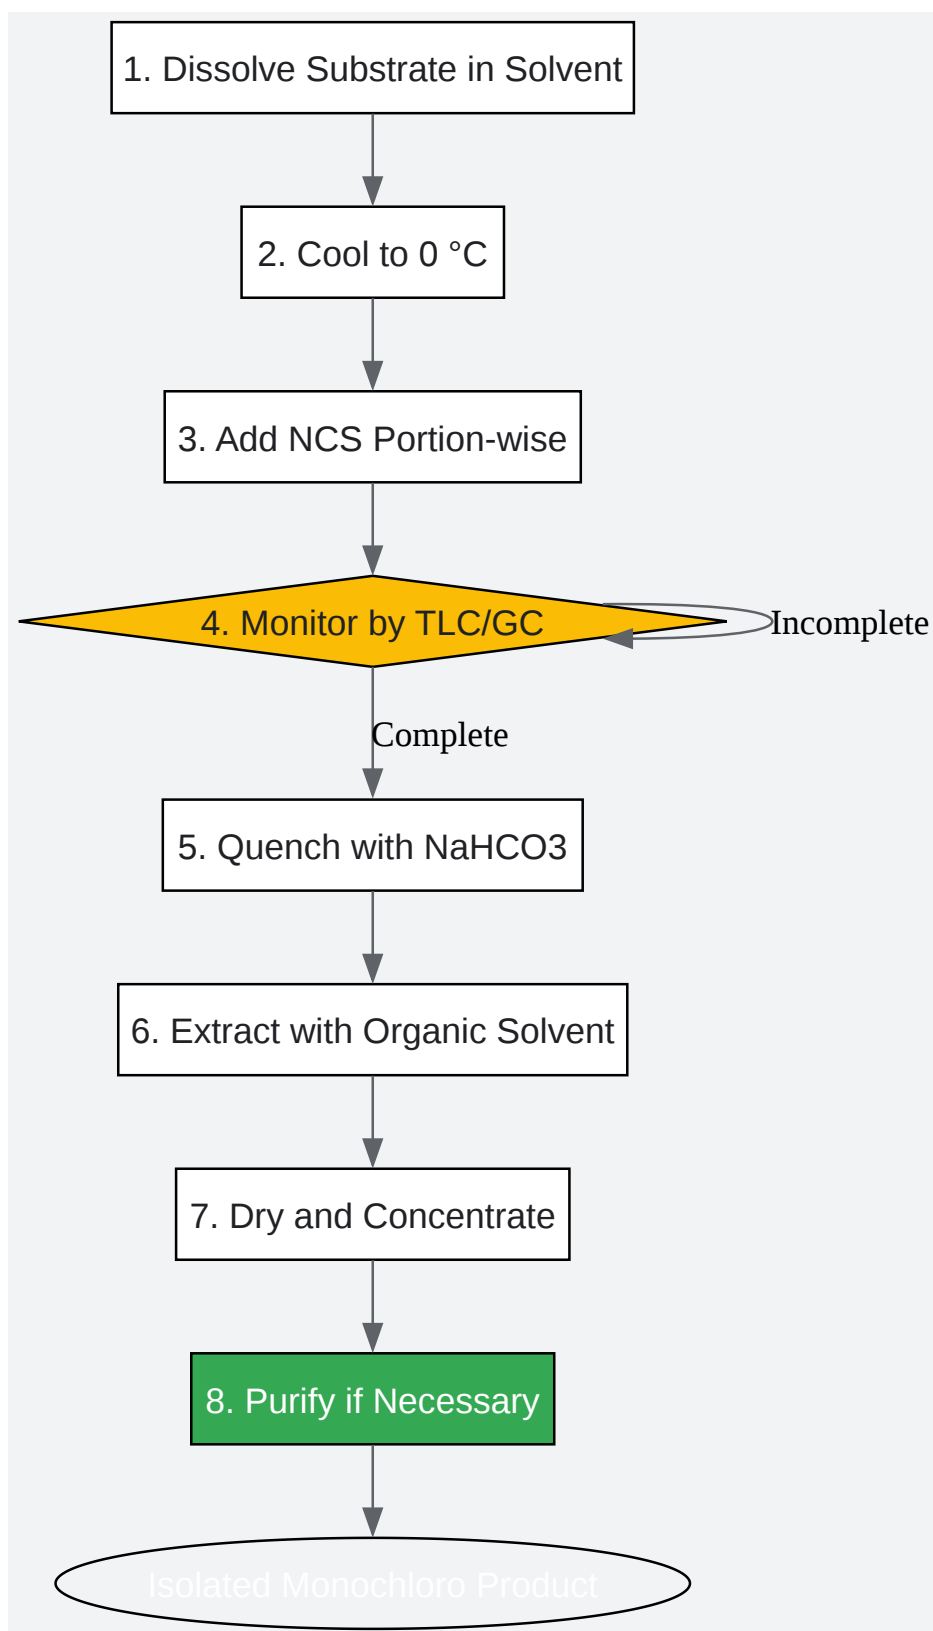 1. Dissolve Substrate in Solvent
2. Cool to 0 °C
3. Add NCS Portion-wise
4. Monitor by TLC/GC
Incomplete
Complete
5. Quench with NaHCO3
6. Extract with Organic Solvent
7. Dry and Concentrate
8. Purify if Necessary
Isolated Monochloro Product